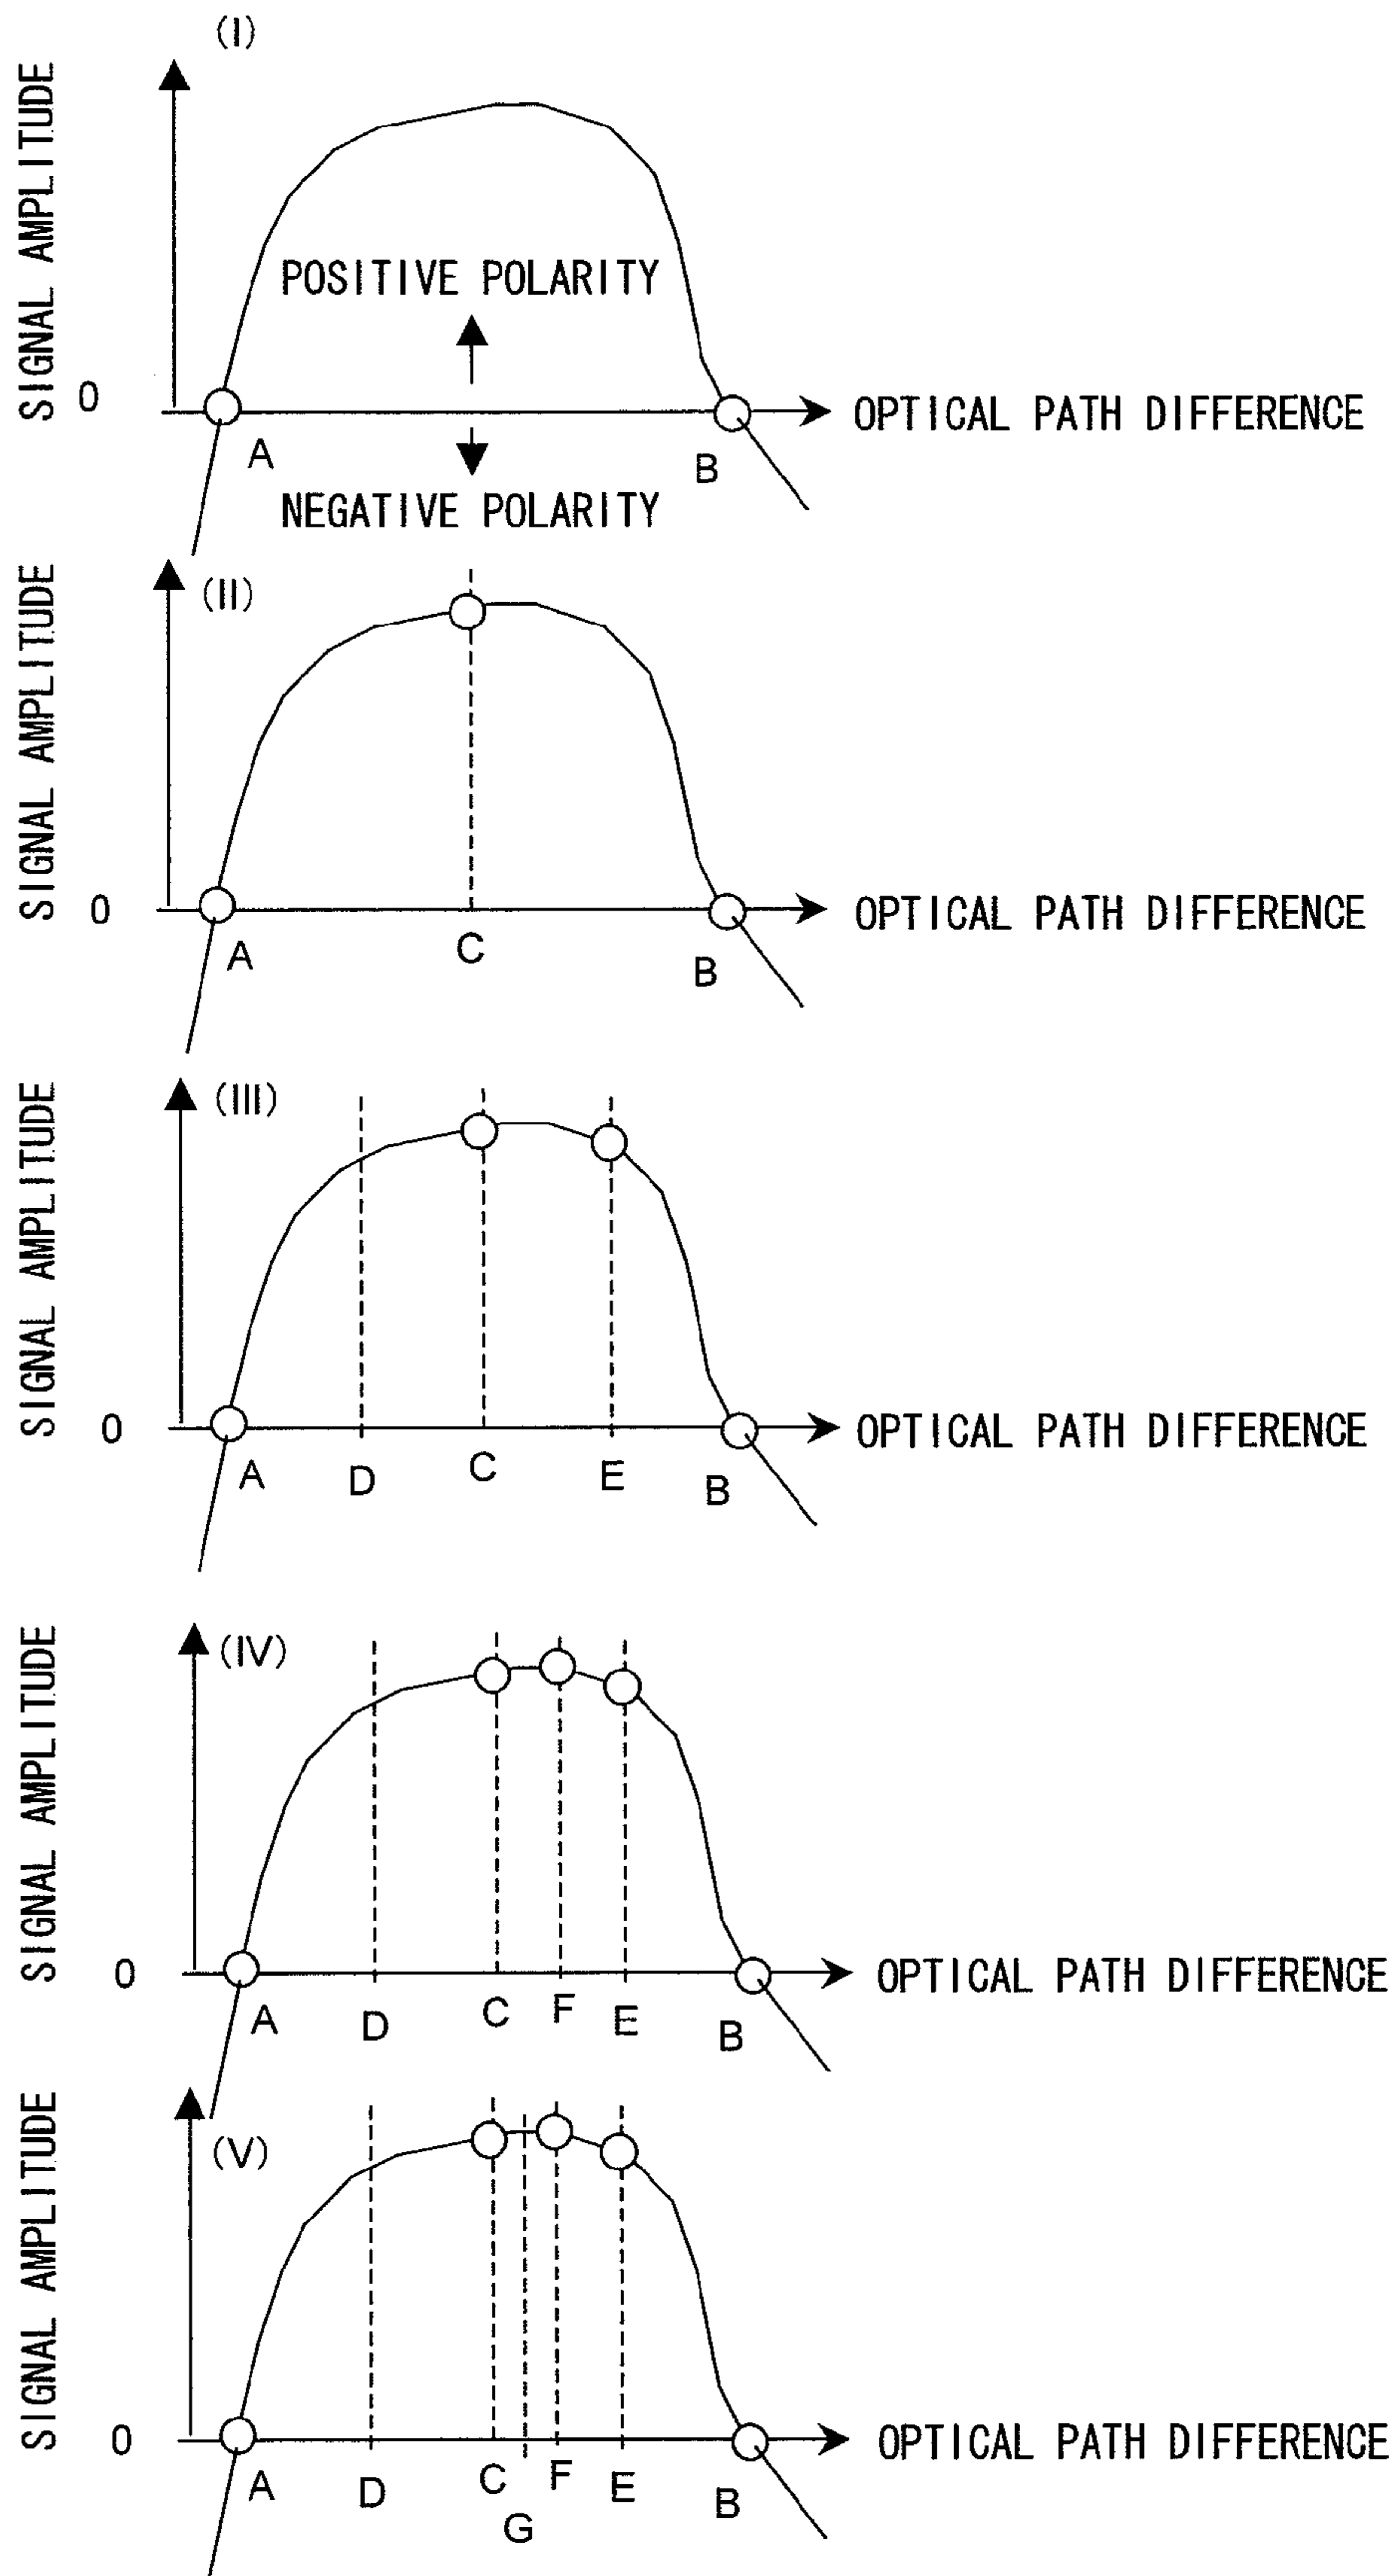 (I)
SIGNAL AMPLITUDE
POSITIVE POLARITY
0
OPTICAL PATH DIFFERENCE
A
B
NEGATIVE POLARITY
(II)
SIGNAL AMPLITUDE
0
OPTICAL PATH DIFFERENCE
A
C
B
(III)
SIGNAL AMPLITUDE
0
OPTICAL PATH DIFFERENCE
A
D
C
E
B
(IV)
SIGNAL AMPLITUDE
0
OPTICAL PATH DIFFERENCE
A
D
C
F
E
B
(V)
SIGNAL AMPLITUDE
0
OPTICAL PATH DIFFERENCE
A
D
C
F
E
B
G